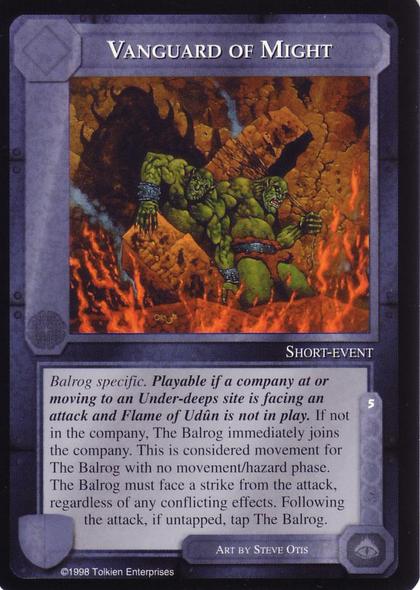 VANGUARD OF MIGHT
SHORT-EVENT
Balrog specific. Playable if a company at or
moving to an Under-deeps site is facing an
attack and Flame of Udûn is not in play. If not
in the company, The Balrog immediately joins
the company. This is considered movement for
The Balrog with no movement/hazard phase.
The Balrog must face a strike from the attack,
regardless of any conflicting effects. Following
the attack, if untapped, tap The Balrog.
5
ART BY STEVE OTIS
©1998 Tolkien Enterprises